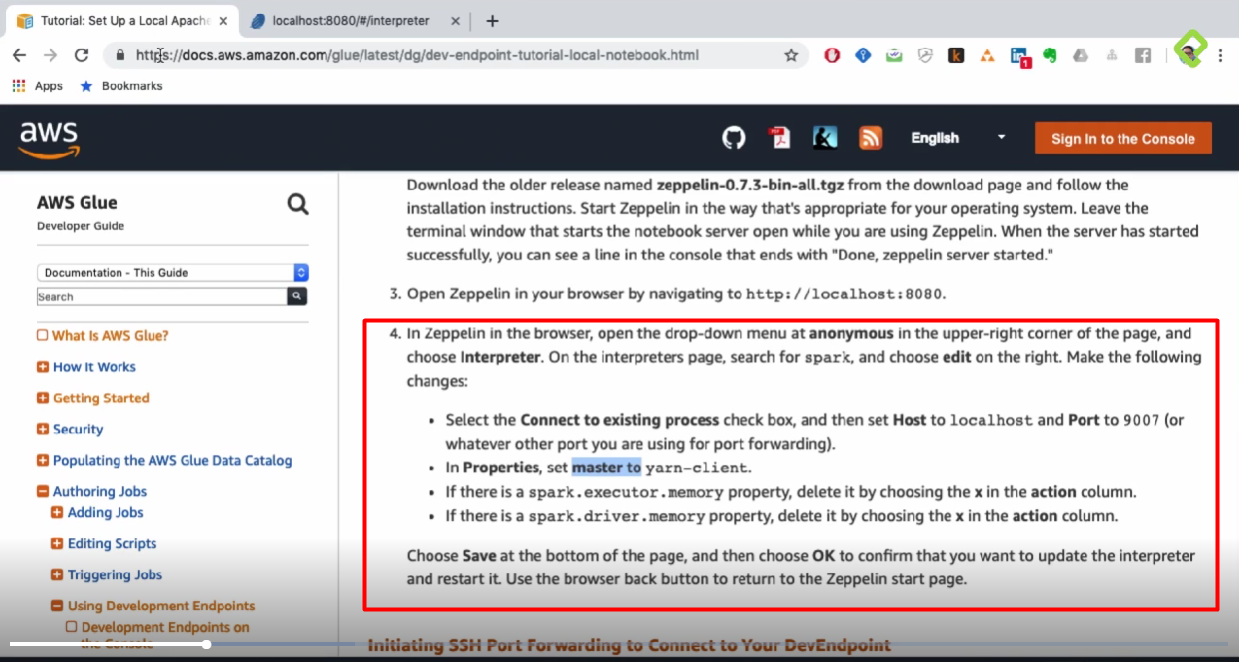 Tutorial: Set Up a Local Apache
localhost:8080/#/interpreter
https://docs.aws.amazon.com/glue/latest/dg/dev-endpoint-tutorial-local-notebook.html
1
Apps
Bookmarks
aws
English
Sign In to the Console
AWS Glue
Developer Guide
Documentation - This Guide
Search
What Is AWS Glue?
How It Works
Getting Started
Security
Populating the AWS Glue Data Catalog
Authoring Jobs
Adding Jobs
Editing Scripts
Triggering Jobs
Using Development Endpoints
Development Endpoints on
the Console
Download the older release named zeppelin-0.7.3-bin-all.tgz from the download page and follow the
installation instructions. Start Zeppelin in the way that's appropriate for your operating system. Leave the
terminal window that starts the notebook server open while you are using Zeppelin. When the server has started
successfully, you can see a line in the console that ends with "Done, zeppelin server started."
3. Open Zeppelin in your browser by navigating to http://localhost:8080.
4. In Zeppelin in the browser, open the drop-down menu at anonymous in the upper-right corner of the page, and
choose Interpreter. On the interpreters page, search for spark, and choose edit on the right. Make the following
changes:
• Select the Connect to existing process check box, and then set Host to localhost and Port to 9007 (or
whatever other port you are using for port forwarding).
• In Properties, set master to yarn-client.
• If there is a spark.executor.memory property, delete it by choosing the x in the action column.
• If there is a spark.driver.memory property, delete it by choosing the x in the action column.
Choose Save at the bottom of the page, and then choose OK to confirm that you want to update the interpreter
and restart it. Use the browser back button to return to the Zeppelin start page.
Initiating SSH Port Forwarding to Connect to Your DevEndpoint